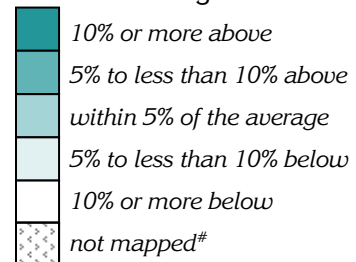 10% or more above
5% to less than 10% above
within 5% of the average
5% to less than 10% below
10% or more below
not mapped#